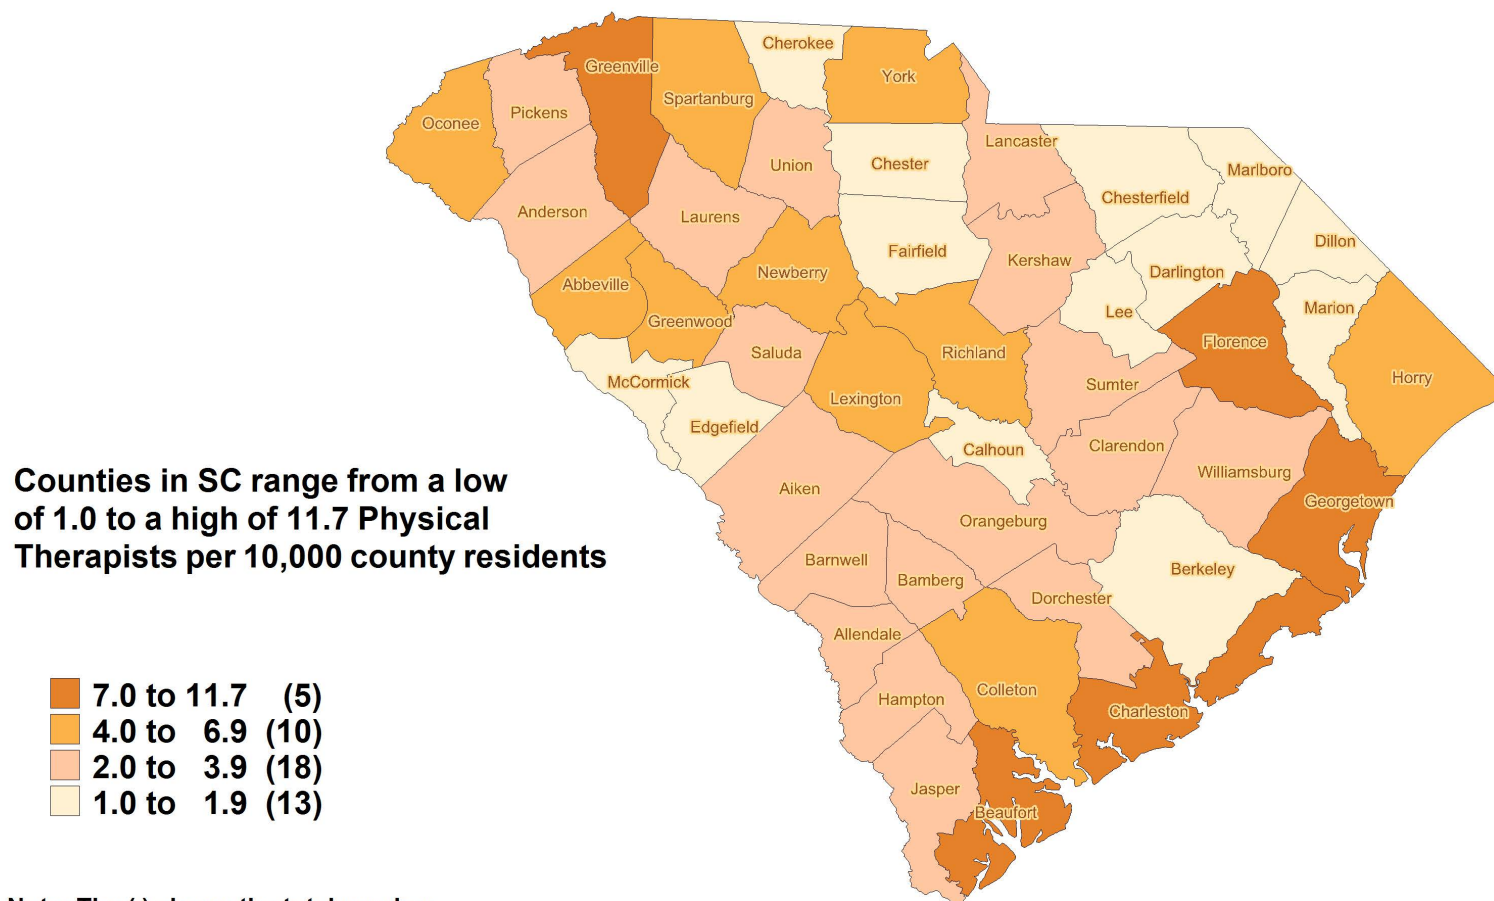 Cherokee
Greenville
York
Spartanburg
Pickens
Oconee
Lancaster
Union
Chester
Marlboro
Chesterfield
Anderson
Laurens
Dillon
Fairfield
Kershaw
Newberry
Darlington
Abbeville
Lee
Marion
Greenwood
Florence
Saluda
Richland
Horry
McCormick
Sumter
Lexington
Edgefield
Clarendon
Calhoun
Williamsburg
Counties in SC range from a low
of 1.0 to a high of 11.7 Physical
Therapists per 10,000 county residents
Aiken
Georgetown
Orangeburg
Barnwell
Berkeley
Bamberg
Dorchester
Allendale
Colleton
Hampton
Charleston
7.0 to 11.7 (5)
4.0 to 6.9 (10)
2.0 to 3.9 (18)
1.0 to 1.9 (13)
Jasper
Beaufort